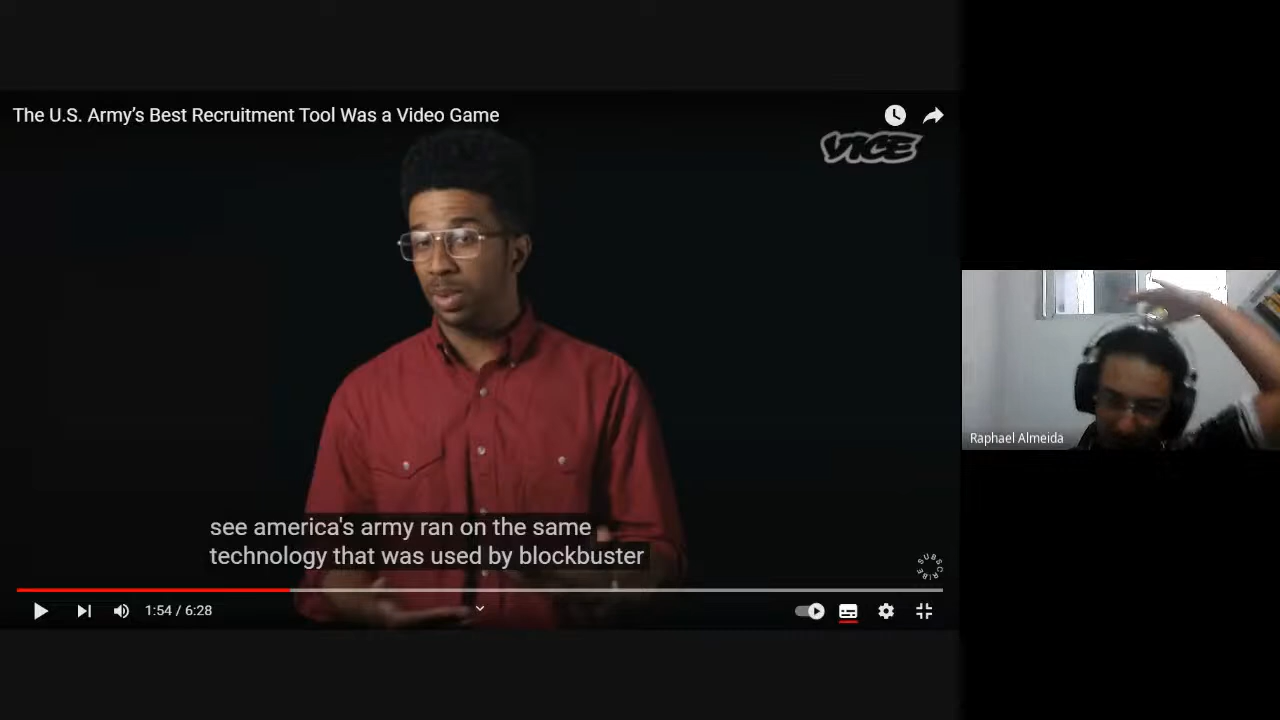 The U.S. Army’s Best Recruitment Tool Was a Video Game
VICE
see america's army ran on the same
technology that was used by blockbuster
SUBSCRIBE
1:54 / 6:28
Raphael Almeida